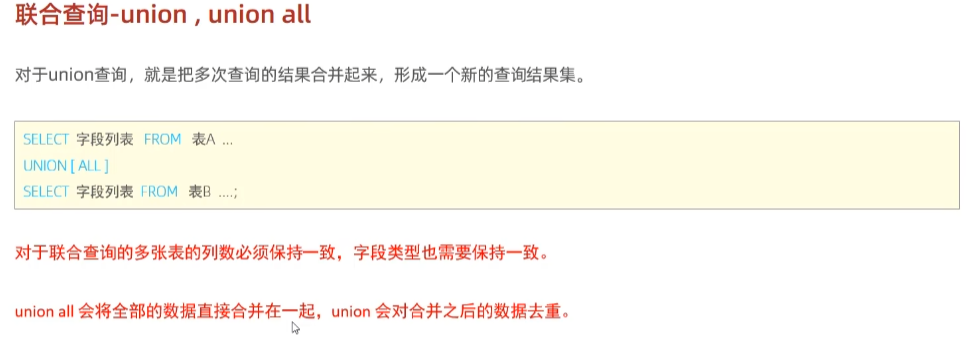 联合查询-union , union all
对于union查询，就是把多次查询的结果合并起来，形成一个新的查询结果集。
SELECT 字段列表 FROM 表A ...
UNION [ ALL ]
SELECT 字段列表 FROM 表B ....;
对于联合查询的多张表的列数必须保持一致，字段类型也需要保持一致。
union all 会将全部的数据直接合并在一起，union 会对合并之后的数据去重。